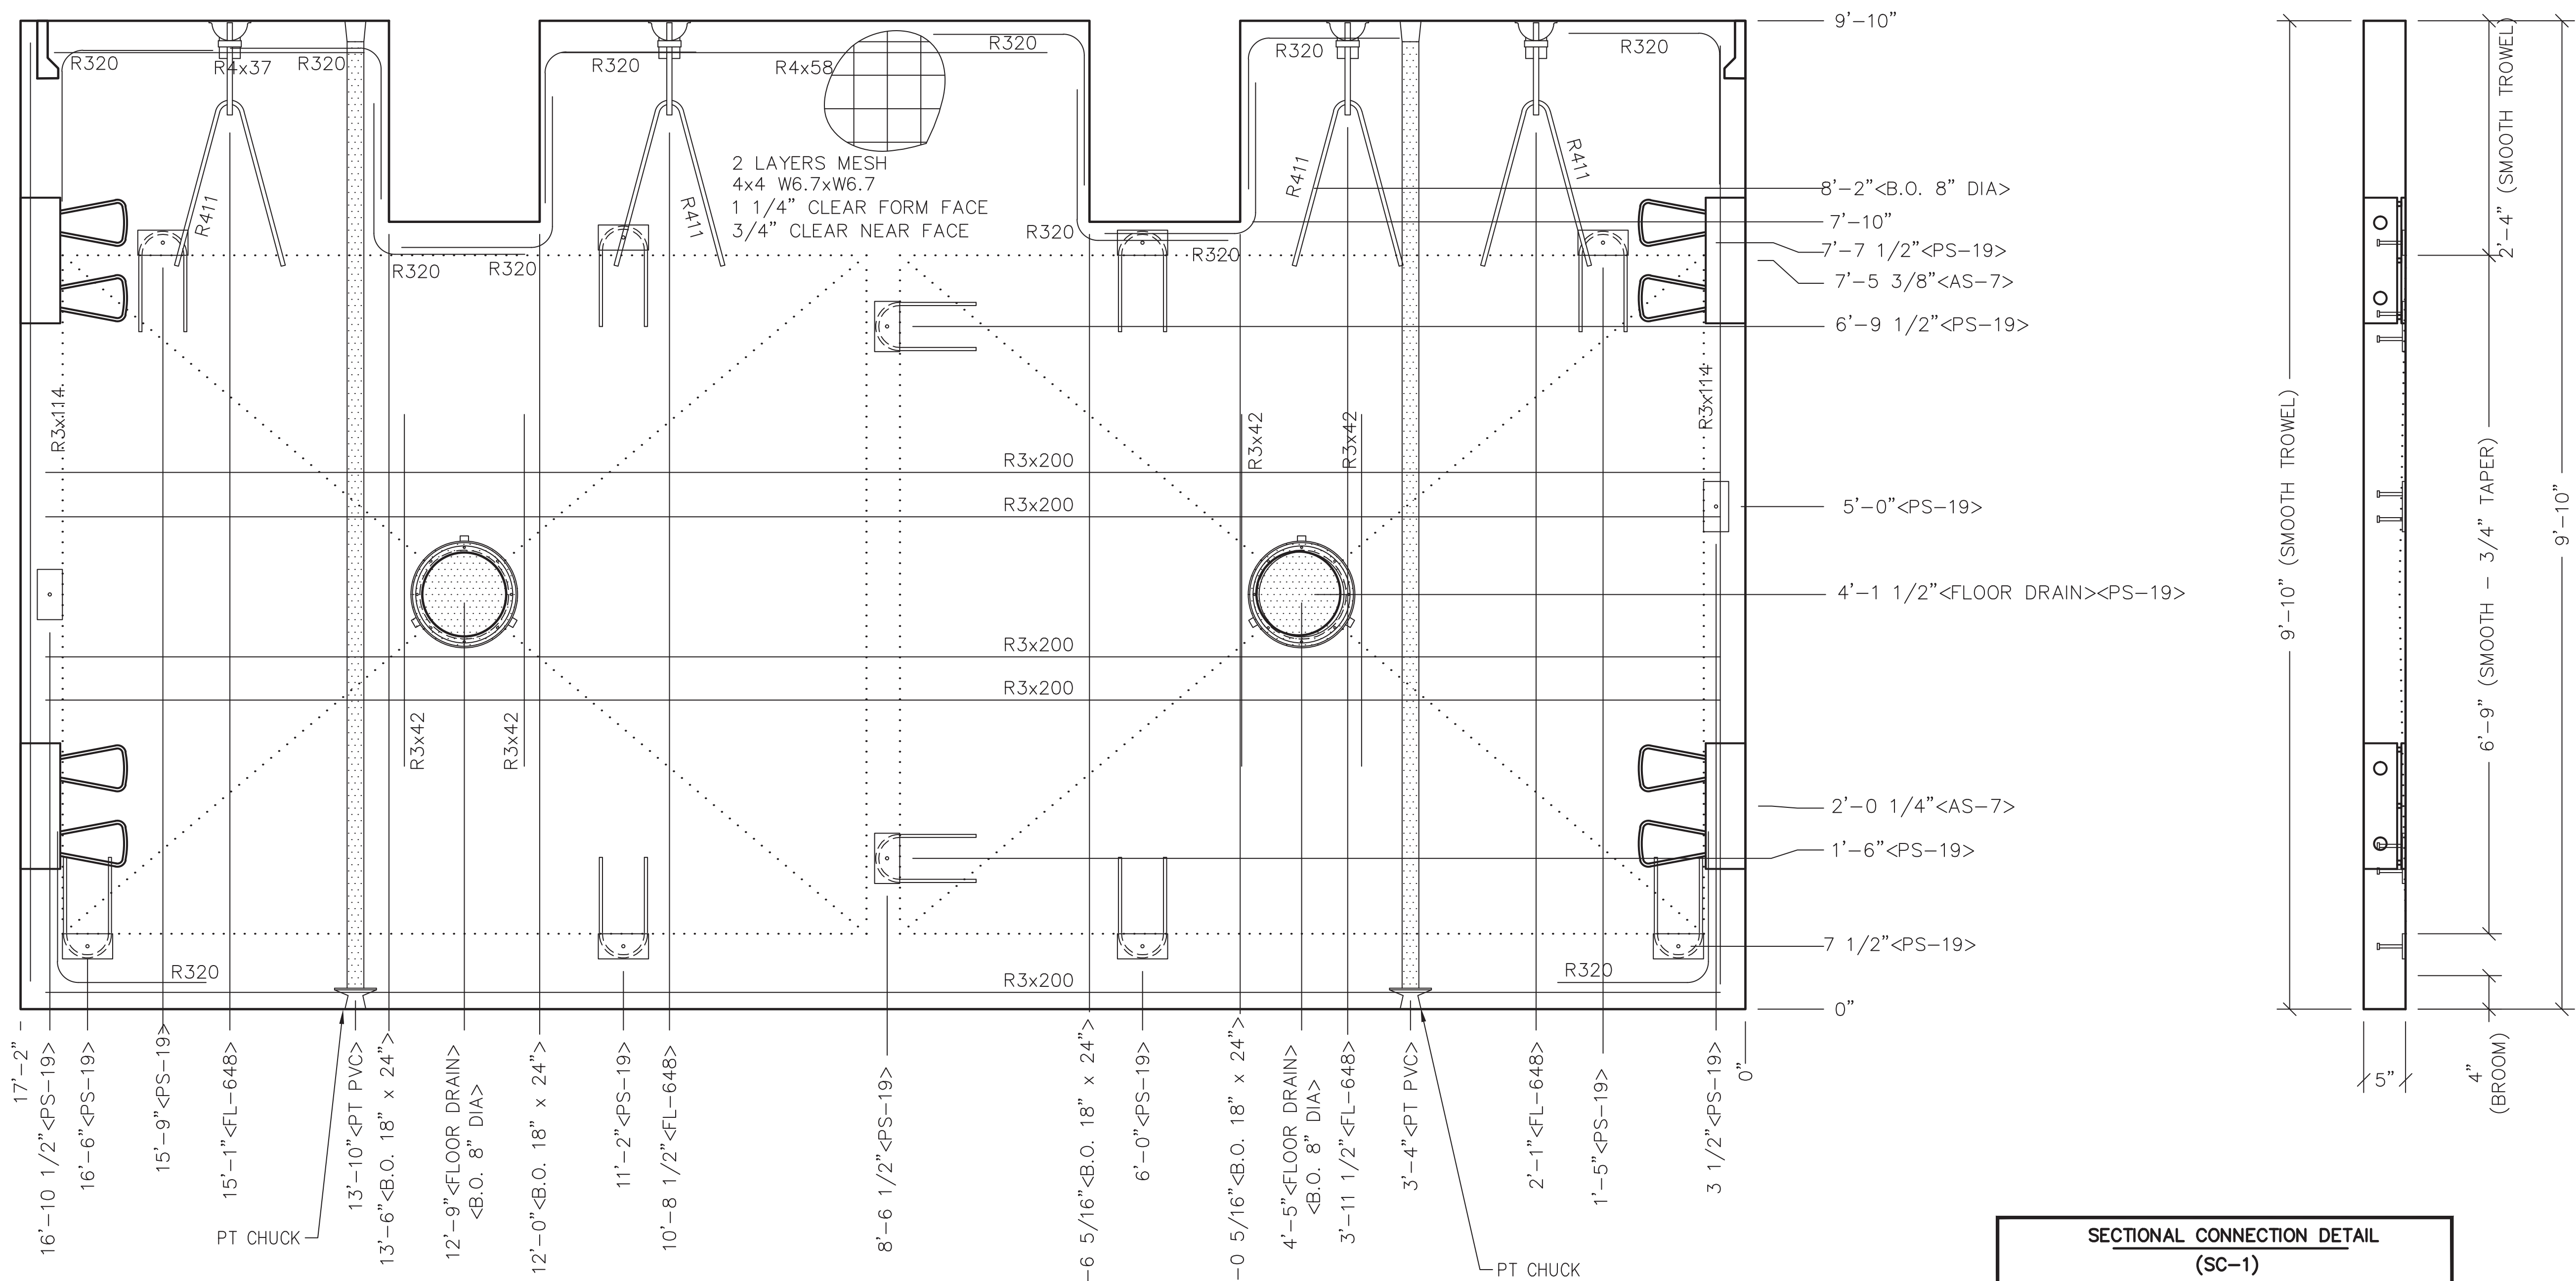 R320
R4x37
R320
R320
R4x58
R320
R320
R320
9'-10"
2 LAYERS MESH
4x4 W6.7xW6.7
1 1/4" CLEAR FORM FACE
3/4" CLEAR NEAR FACE
R411
R411
R411
R411
R320
R320
R320
R320
8'-2"<B.O. 8" DIA>
7'-10"
7'-7 1/2"<PS-19>
7'-5 3/8"<AS-7>
6'-9 1/2"<PS-19>
R3x114
R3x114
R3x42
R3x42
R3x200
R3x200
5'-0"<PS-19>
4'-1 1/2"<FLOOR DRAIN><PS-19>
R3x200
R3x200
R3x42
R3x42
2'-0 1/4"<AS-7>
1'-6"<PS-19>
7 1/2"<PS-19>
R320
R320
R3x200
0"
17'-2"
16'-10 1/2"<PS-19>
16'-6"<PS-19>
15'-9"<PS-19>
15'-1"<FL-648>
PT CHUCK
13'-10"<PT PVC>
13'-6"<B.O. 18" x 24">
12'-9"<FLOOR DRAIN>
<B.O. 8" DIA>
12'-0"<B.O. 18" x 24">
11'-2"<PS-19>
10'-8 1/2"<FL-648>
8'-6 1/2"<PS-19>
-6 5/16"<B.O. 18" x 24">
6'-0"<PS-19>
-0 5/16"<B.O. 18" x 24">
4'-5"<FLOOR DRAIN>
<B.O. 8" DIA>
3'-11 1/2"<FL-648>
3'-4"<PT PVC>
PT CHUCK
2'-1"<FL-648>
1'-5"<PS-19>
3 1/2"<PS-19>
0"
9'-10" (SMOOTH TROWEL)
2'-4" (SMOOTH TROWEL)
6'-9" (SMOOTH - 3/4" TAPER)
9'-10"
5"
4"
(BROOM)
SECTIONAL CONNECTION DETAIL
(SC-1)